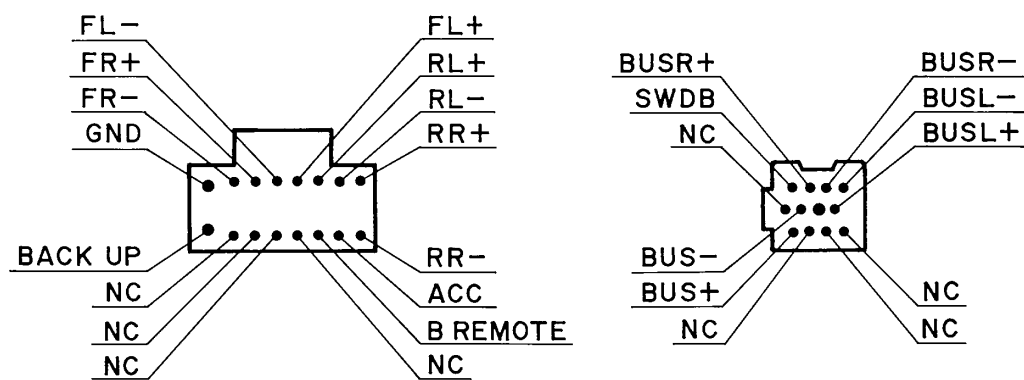 FL-
FR+
FR-
GND
FL+
RL+
RL-
RR+
BACK UP
NC
NC
NC
RR-
ACC
B REMOTE
NC
BUSR+
SWDB
NC
BUSR-
BUSL-
BUSL+
BUS-
BUS+
NC
NC
NC